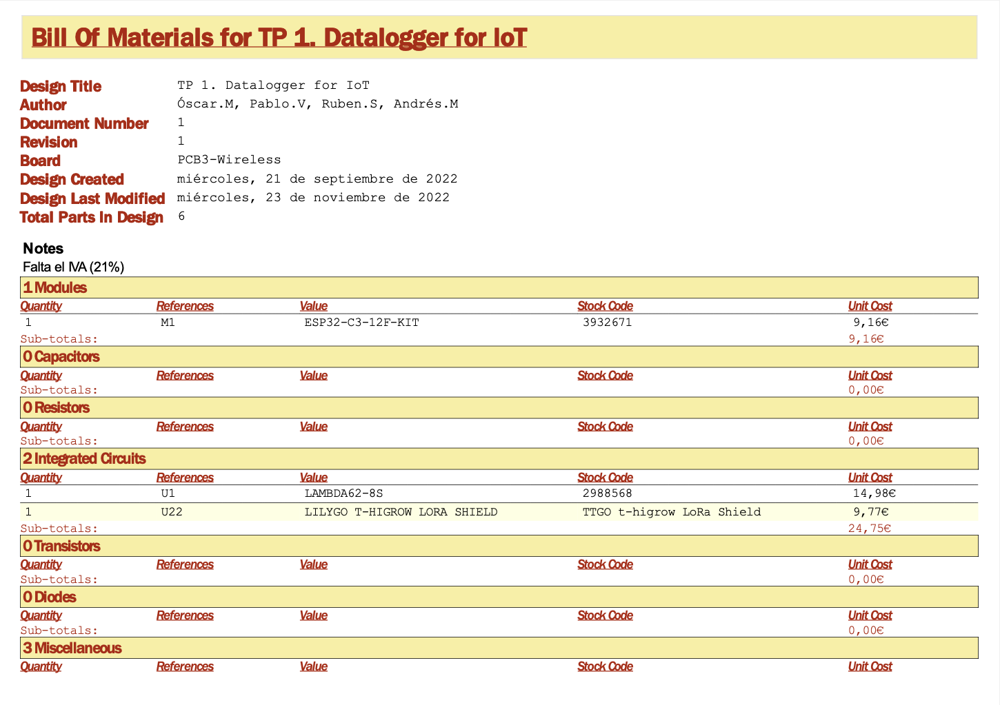 Bill Of Materials for TP 1. Datalogger for IoT
Design Title TP 1. Datalogger for IoT
Author Óscar.M, Pablo.V, Ruben.S, Andrés.M
Document Number 1
Revision 1
Board PCB3-Wireless
Design Created miércoles, 21 de septiembre de 2022
Design Last Modified miércoles, 23 de noviembre de 2022
Total Parts In Design 6
Notes
Falta el IVA (21%)
1 Modules
Quantity References Value Stock Code Unit Cost
1 M1 ESP32-C3-12F-KIT 3932671 9,16€
Sub-totals: 9,16€
0 Capacitors
Quantity References Value Stock Code Unit Cost
Sub-totals: 0,00€
0 Resistors
Quantity References Value Stock Code Unit Cost
Sub-totals: 0,00€
2 Integrated Circuits
Quantity References Value Stock Code Unit Cost
1 U1 LAMBDA62-8S 2988568 14,98€
1 U22 LILYGO T-HIGROW LORA SHIELD TTGO t-higrow LoRa Shield 9,77€
Sub-totals: 24,75€
0 Transistors
Quantity References Value Stock Code Unit Cost
Sub-totals: 0,00€
0 Diodes
Quantity References Value Stock Code Unit Cost
Sub-totals: 0,00€
3 Miscellaneous
Quantity References Value Stock Code Unit Cost